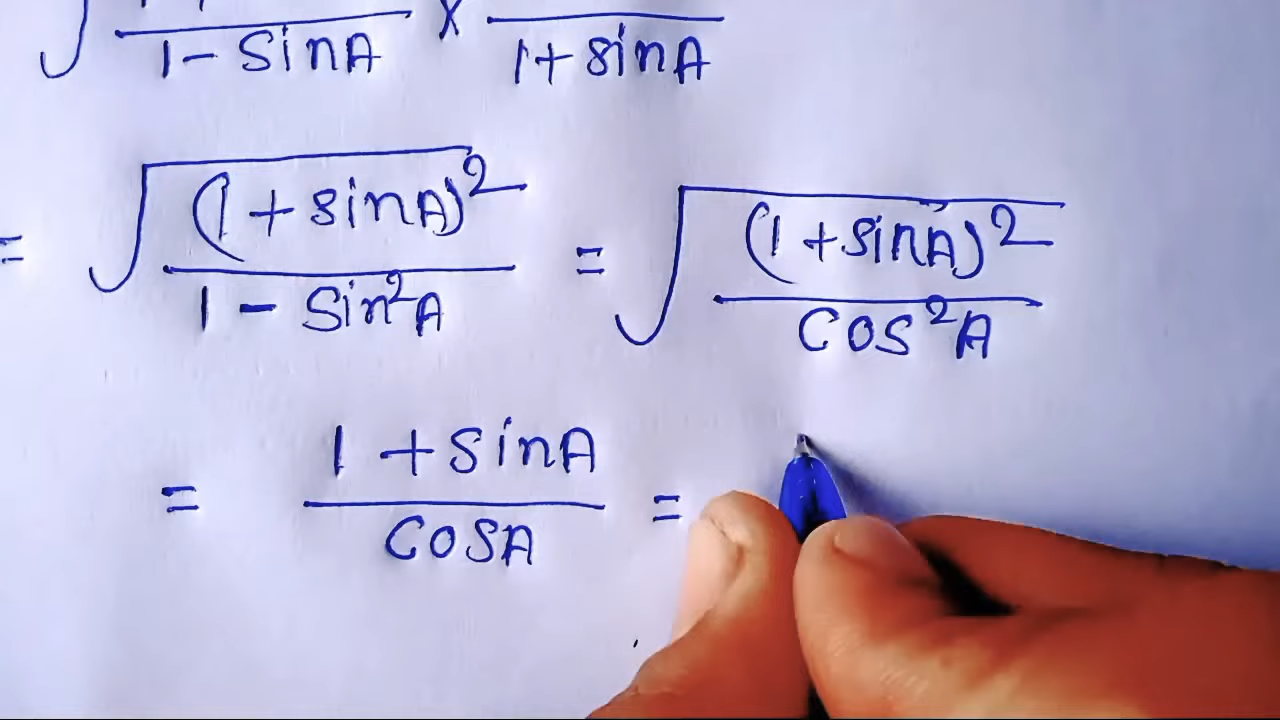 √ 1 - SinA × 1 + sinA
= √(1 + sinA)² / 1 - Sin²A = √(1 + sinA)² / COS²A
= 1 + sinA / COSA =